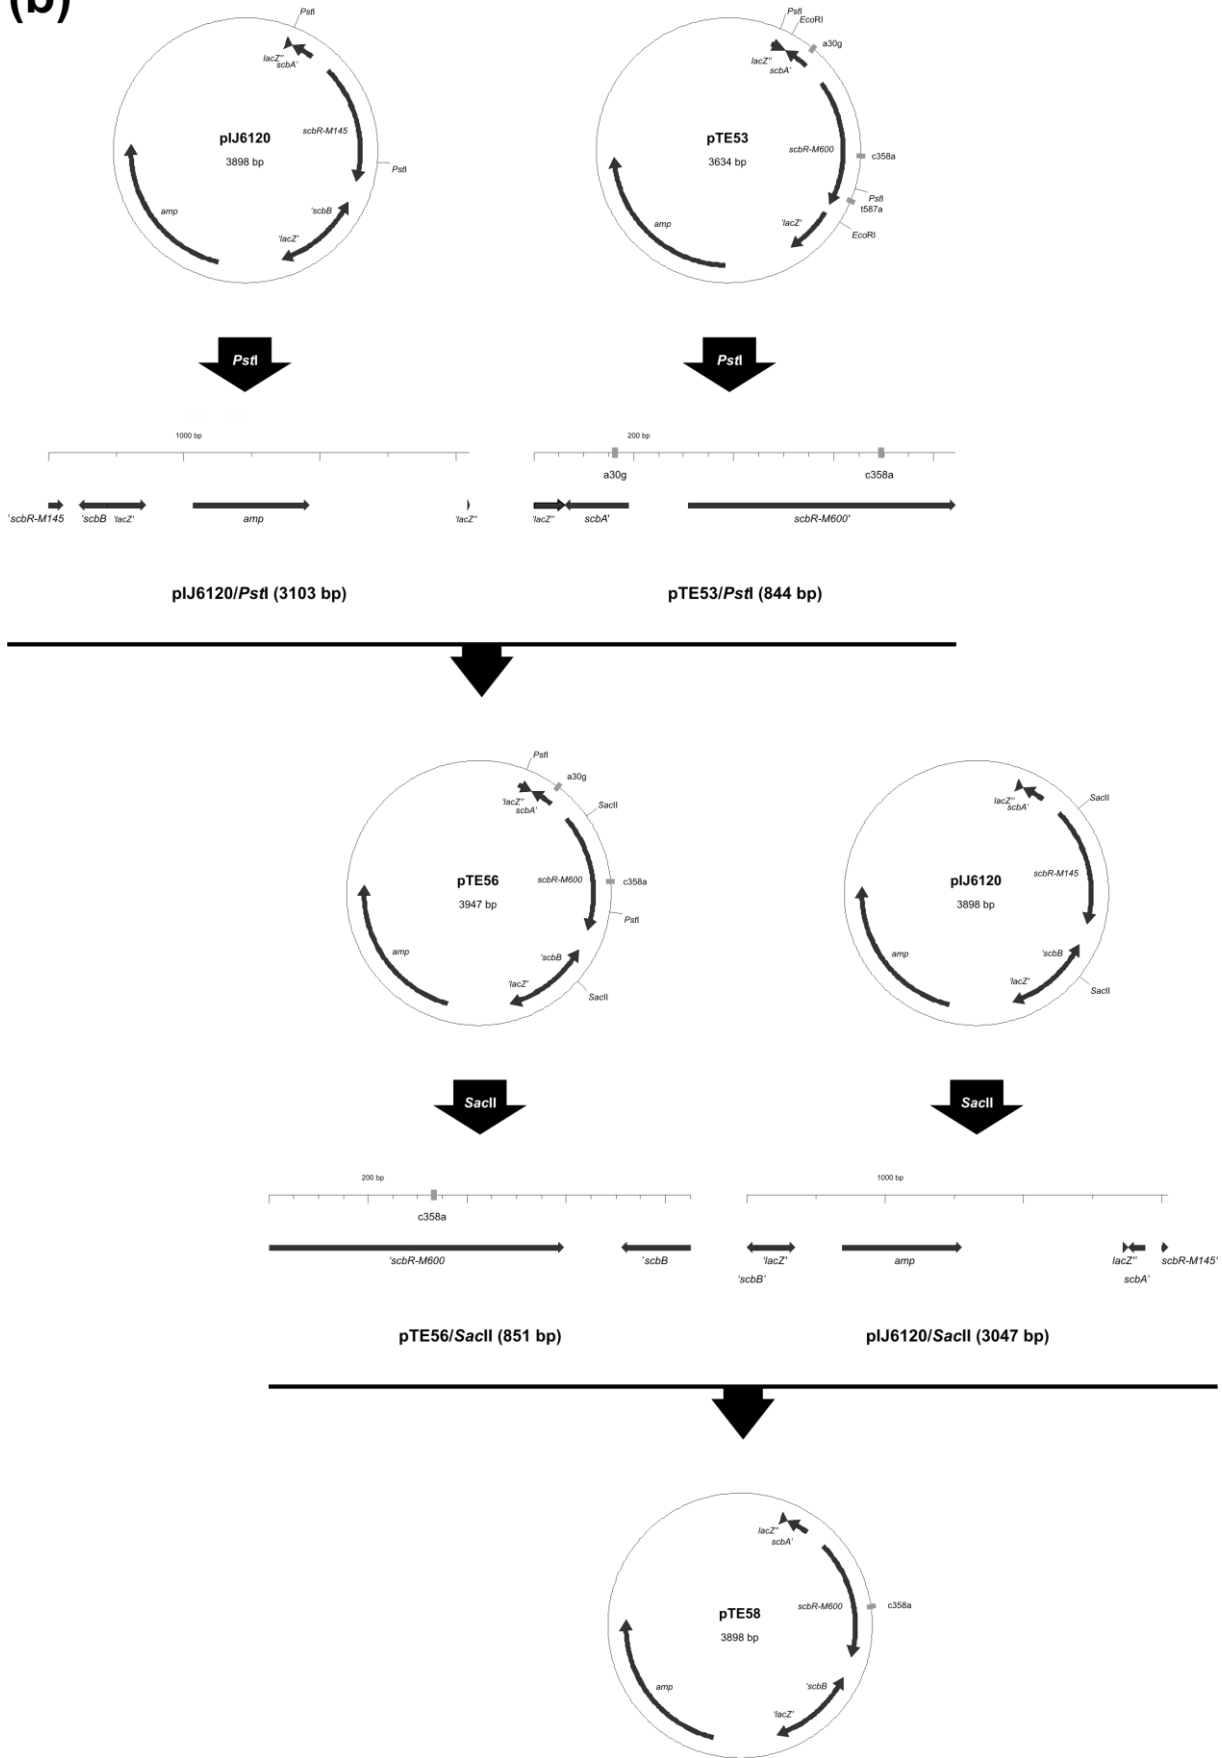 (b)
PstI
lacZ''
scbA'
pIJ6120
3898 bp
scbR-M145
PstI
amp
'scbB
'lacZ'
PstI
EcoRI
a30g
lacZ''
scbA'
pTE53
3634 bp
scbR-M600
c358a
PstI
t587a
'lacZ'
EcoRI
amp
PstI
PstI
1000 bp
200 bp
a30g
c358a
'scbR-M145
'scbB
'lacZ'
amp
'lacZ''
'lacZ''
scbA'
scbR-M600'
pIJ6120/PstI (3103 bp)
pTE53/PstI (844 bp)
PstI
a30g
'lacZ''
scbA'
SacII
pTE56
3947 bp
scbR-M600
c358a
PstI
amp
'scbB
'lacZ'
SacII
lacZ''
scbA'
SacII
pIJ6120
3898 bp
scbR-M145
amp
'scbB
'lacZ'
SacII
SacII
SacII
200 bp
1000 bp
c358a
'scbR-M600
'scbB
'lacZ'
'scbB'
amp
lacZ''
scbA'
scbR-M145'
pTE56/SacII (851 bp)
pIJ6120/SacII (3047 bp)
lacZ''
scbA'
pTE58
3898 bp
scbR-M600
c358a
amp
'scbB
'lacZ'